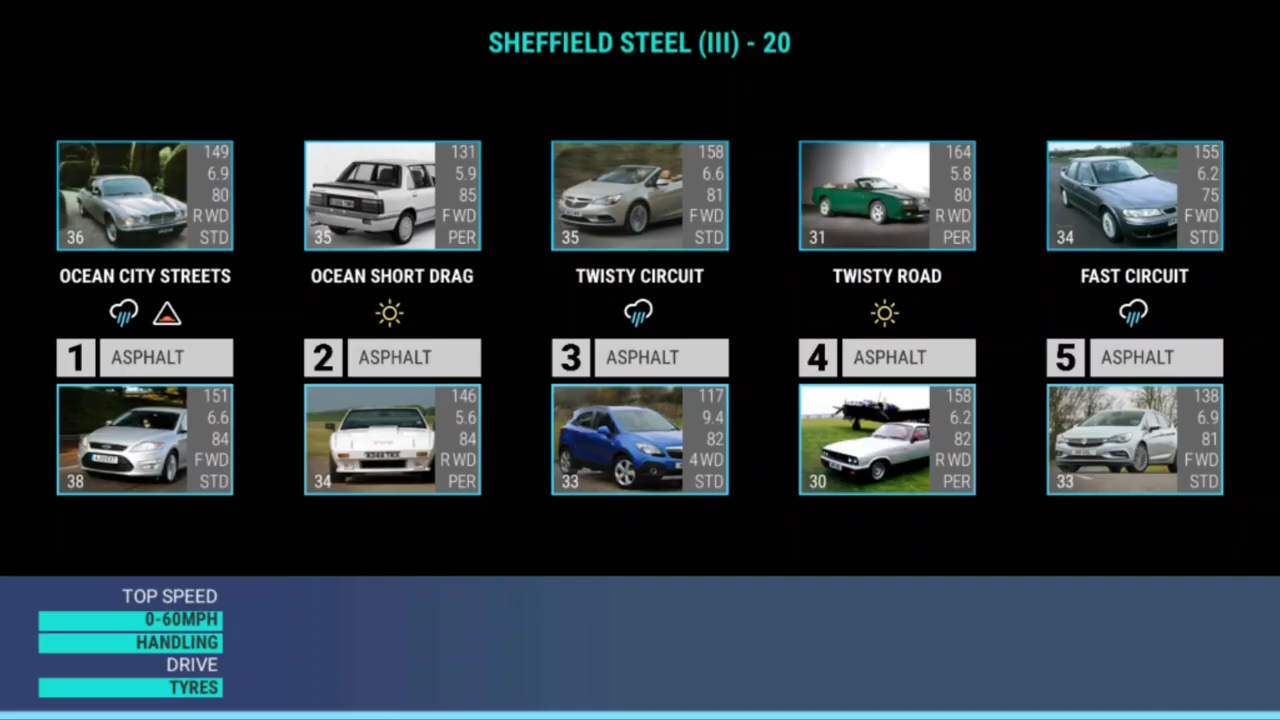 SHEFFIELD STEEL (III) - 20
149
6.9
80
RWD
36 STD
131
5.9
85
FWD
35 PER
158
6.6
81
FWD
35 STD
164
5.8
80
RWD
31 PER
155
6.2
75
FWD
34 STD
OCEAN CITY STREETS
OCEAN SHORT DRAG
TWISTY CIRCUIT
TWISTY ROAD
FAST CIRCUIT
1 ASPHALT
2 ASPHALT
3 ASPHALT
4 ASPHALT
5 ASPHALT
151
6.6
84
FWD
38 STD
146
5.6
84
RWD
34 PER
117
9.4
82
4WD
33 STD
158
6.2
82
RWD
30 PER
138
6.9
81
FWD
33 STD
TOP SPEED
0-60MPH
HANDLING
DRIVE
TYRES